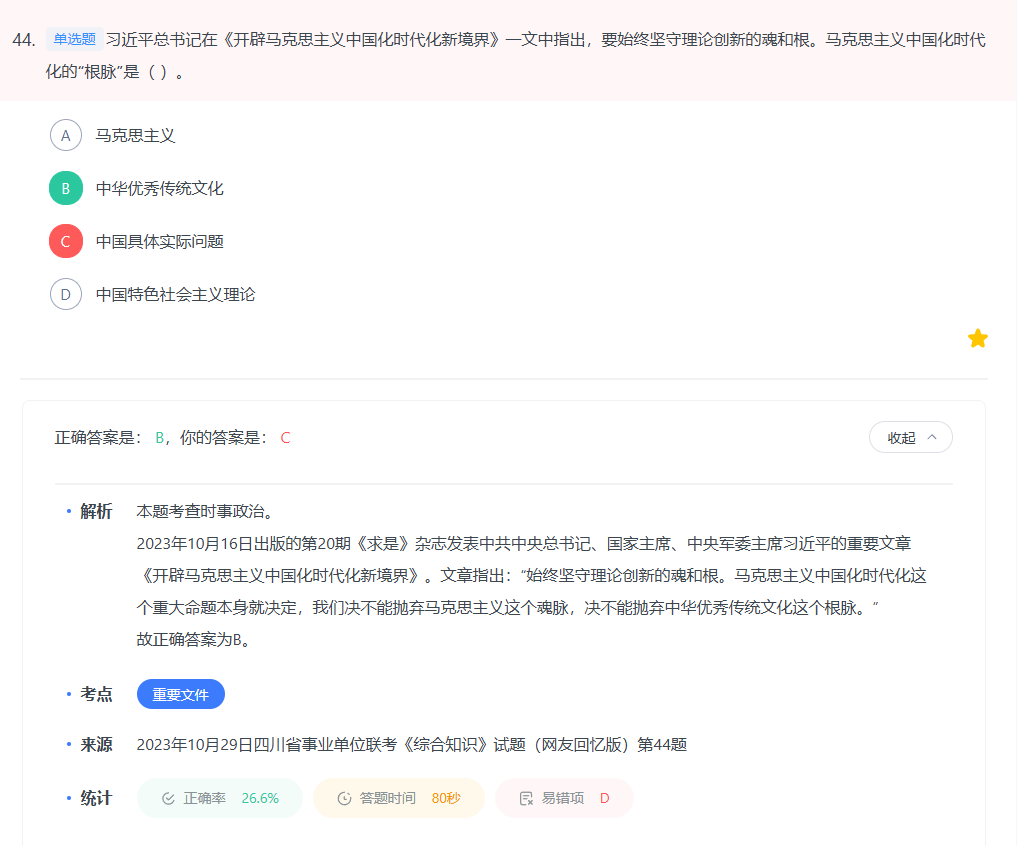 44. 单选题 习近平总书记在《开辟马克思主义中国化时代化新境界》一文中指出，要始终坚守理论创新的魂和根。马克思主义中国化时代
化的“根脉”是（ ）。
A 马克思主义
B 中华优秀传统文化
C 中国具体实际问题
D 中国特色社会主义理论
正确答案是： B，你的答案是： C
收起
解析 本题考查时事政治。
2023年10月16日出版的第20期《求是》杂志发表中共中央总书记、国家主席、中央军委主席习近平的重要文章
《开辟马克思主义中国化时代化新境界》。文章指出：“始终坚守理论创新的魂和根。马克思主义中国化时代化这
个重大命题本身就决定，我们决不能抛弃马克思主义这个魂脉，决不能抛弃中华优秀传统文化这个根脉。”
故正确答案为B。
考点 重要文件
来源 2023年10月29日四川省事业单位联考《综合知识》试题（网友回忆版）第44题
统计 正确率 26.6% 答题时间 80秒 易错项 D